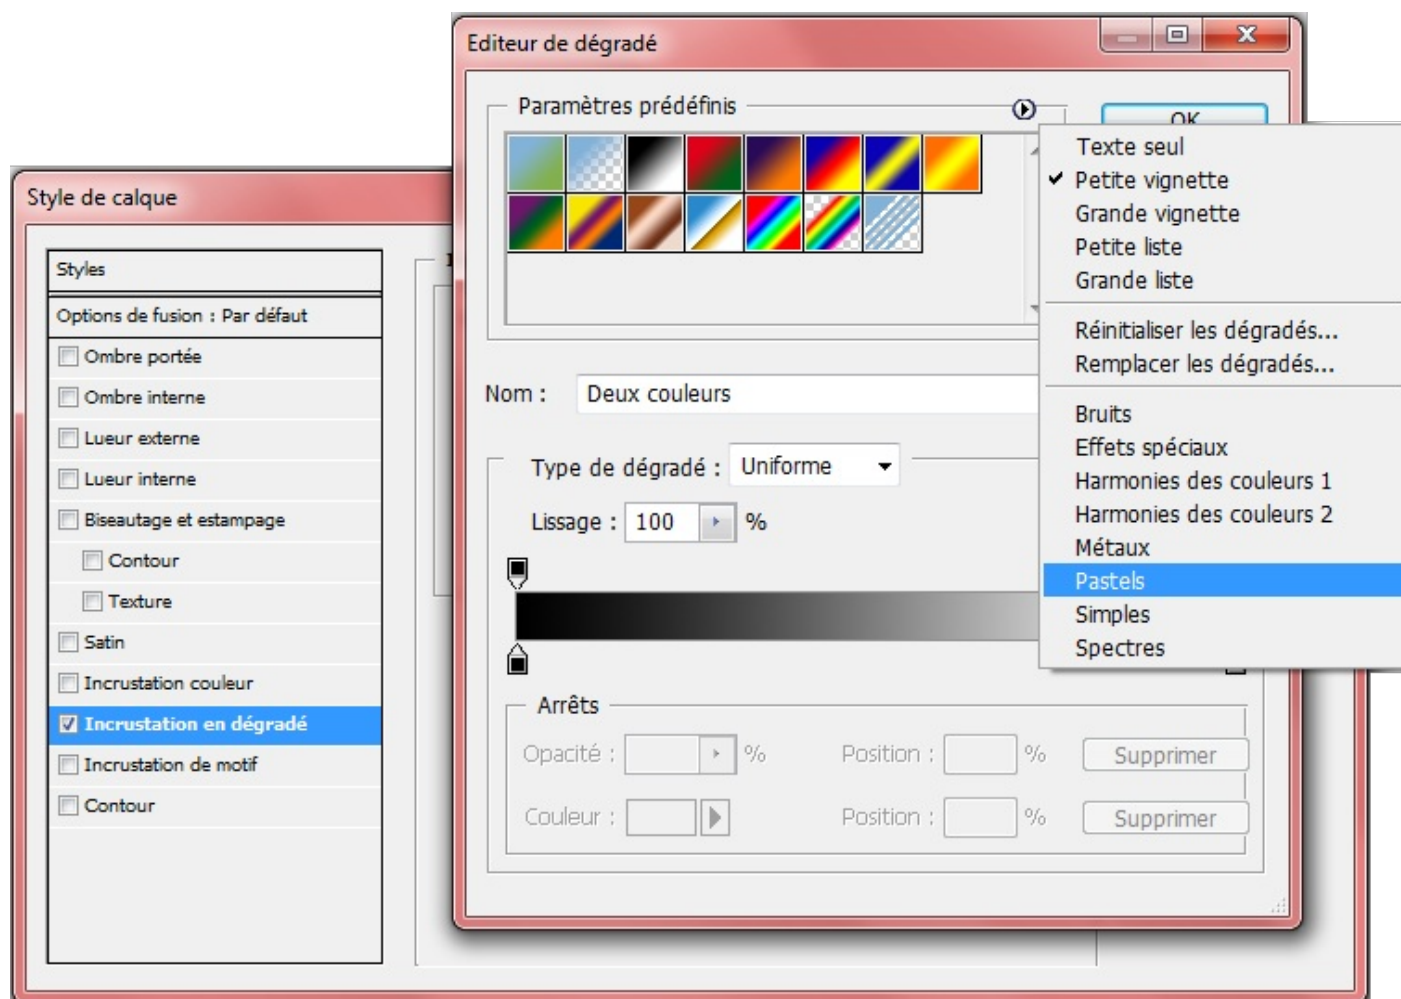 Editeur de dégradé
Paramètres prédéfinis
OK
Texte seul
Petite vignette
Grande vignette
Petite liste
Grande liste
Réinitialiser les dégradés...
Remplacer les dégradés...
Bruits
Effets spéciaux
Harmonies des couleurs 1
Harmonies des couleurs 2
Métaux
Pastels
Simples
Spectres
Nom : Deux couleurs
Type de dégradé : Uniforme
Lissage : 100 %
Arrêts
Opacité : % Position : % Supprimer
Couleur : Position : % Supprimer
Style de calque
Styles
Options de fusion : Par défaut
Ombre portée
Ombre interne
Lueur externe
Lueur interne
Biseautage et estampage
Contour
Texture
Satin
Incrustation couleur
Incrustation en dégradé
Incrustation de motif
Contour